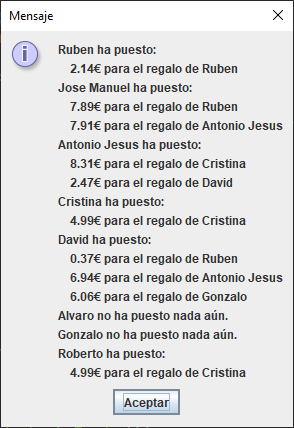 Mensaje
Ruben ha puesto:
2.14€ para el regalo de Ruben
Jose Manuel ha puesto:
7.89€ para el regalo de Ruben
7.91€ para el regalo de Antonio Jesus
Antonio Jesus ha puesto:
8.31€ para el regalo de Cristina
2.47€ para el regalo de David
Cristina ha puesto:
4.99€ para el regalo de Cristina
David ha puesto:
0.37€ para el regalo de Ruben
6.94€ para el regalo de Antonio Jesus
6.06€ para el regalo de Gonzalo
Alvaro no ha puesto nada aún.
Gonzalo no ha puesto nada aún.
Roberto ha puesto:
4.99€ para el regalo de Cristina
Aceptar